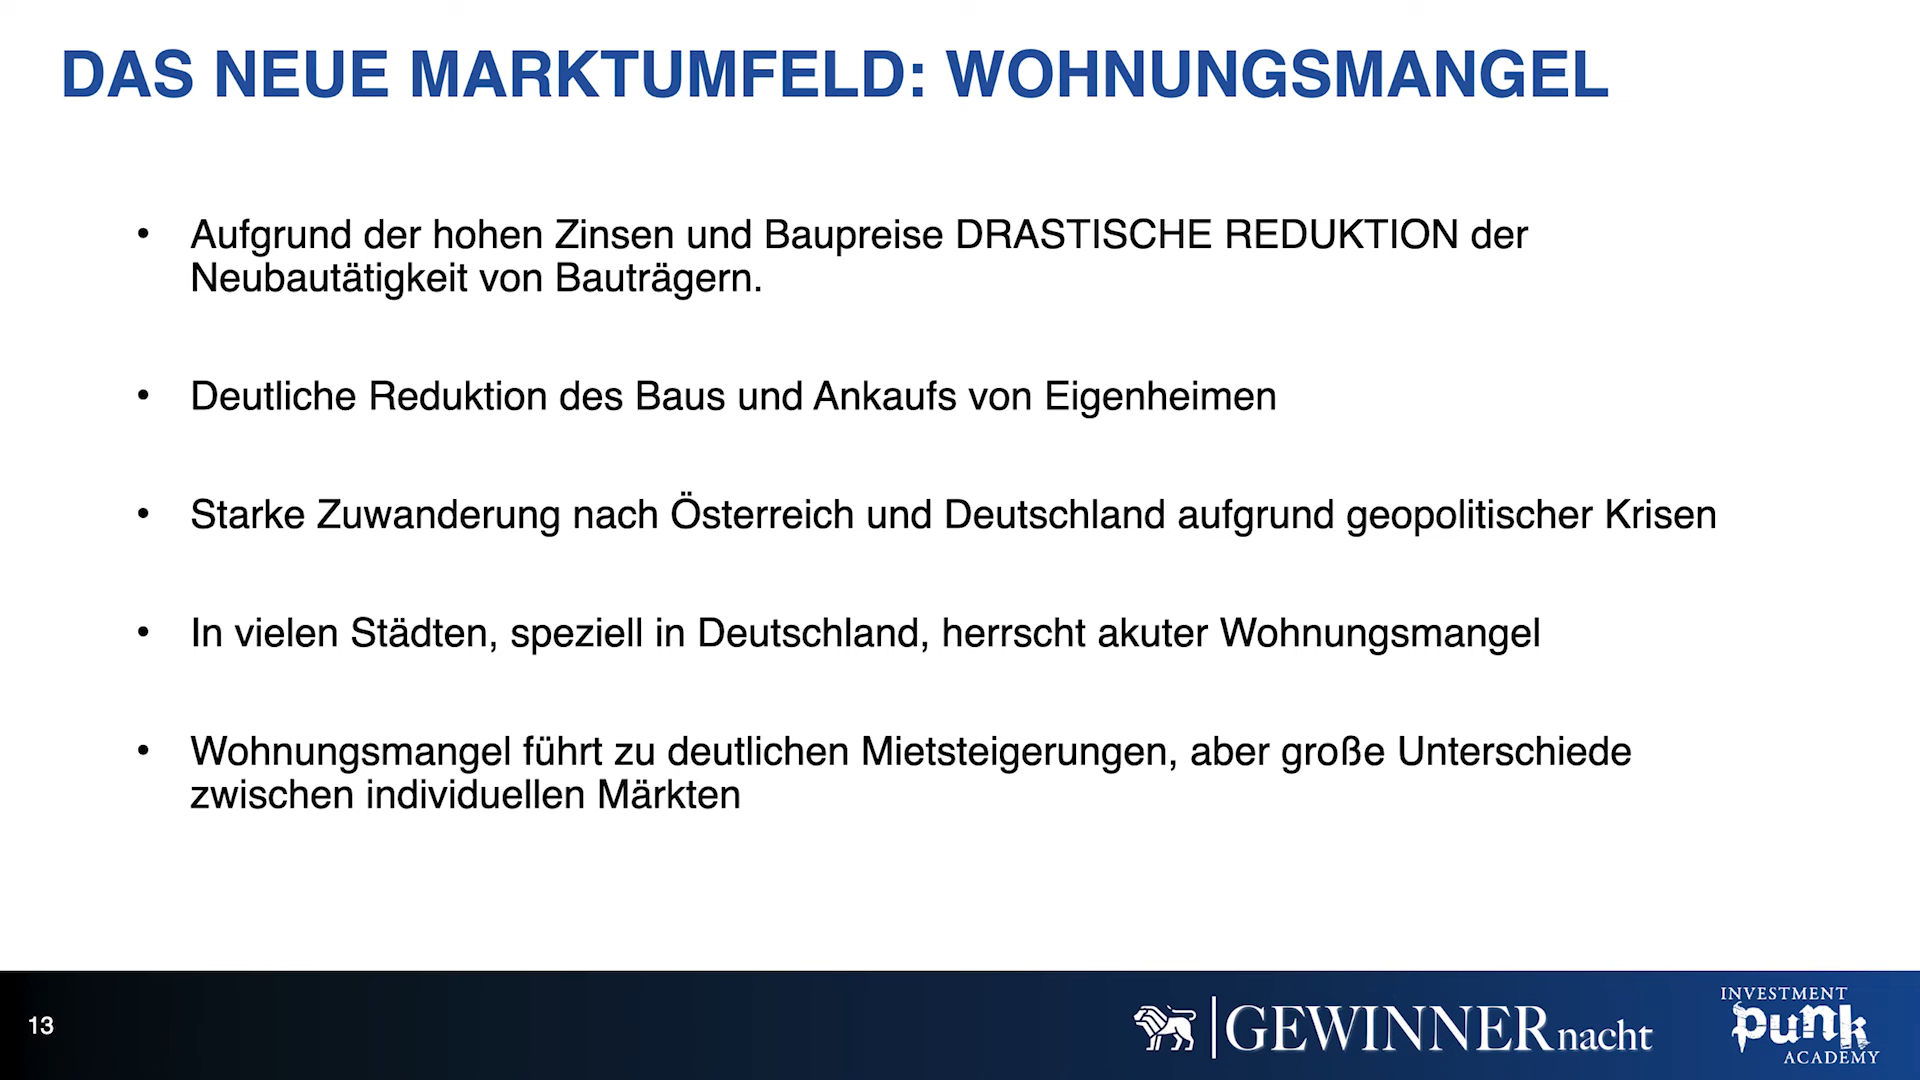 DAS NEUE MARKTUMFELD: WOHNUNGSMANGEL
• Aufgrund der hohen Zinsen und Baupreise DRASTISCHE REDUKTION der
Neubautätigkeit von Bauträgern.
• Deutliche Reduktion des Baus und Ankaufs von Eigenheimen
• Starke Zuwanderung nach Österreich und Deutschland aufgrund geopolitischer Krisen
• In vielen Städten, speziell in Deutschland, herrscht akuter Wohnungsmangel
• Wohnungsmangel führt zu deutlichen Mietsteigerungen, aber große Unterschiede
zwischen individuellen Märkten
13
GEWINNERnacht
INVESTMENT
punk
ACADEMY